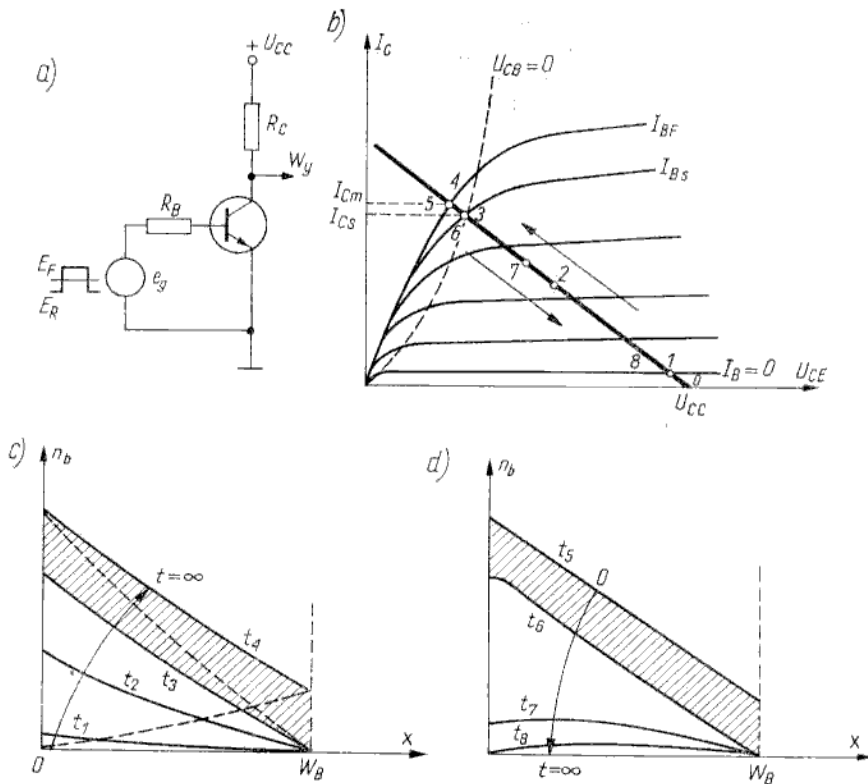 a)
+ U_CC
R_C
W_y
R_B
E_F
E_R
e_g
b)
I_C
U_CB = 0
I_BF
I_Bs
I_Cm
I_Cs
4
5
3
6
7
2
8
1
0
I_B = 0
U_CE
U_CC
c)
n_b
t = ∞
t_4
t_2
t_3
t_1
0
W_B
x
d)
n_b
t_5
0
t_6
t_7
t_8
t = ∞
W_B
x